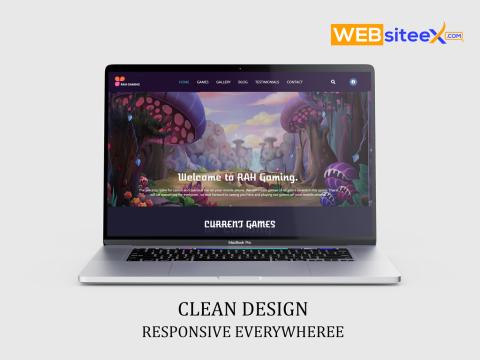 WEBsiteeX.COM
RAH GAMING
HOME GAMES GALLERY BLOG TESTIMONIALS CONTACT
Welcome to RAH Gaming.
CURRENT GAMES
MacBook Pro
CLEAN DESIGN
RESPONSIVE EVERYWHEREE